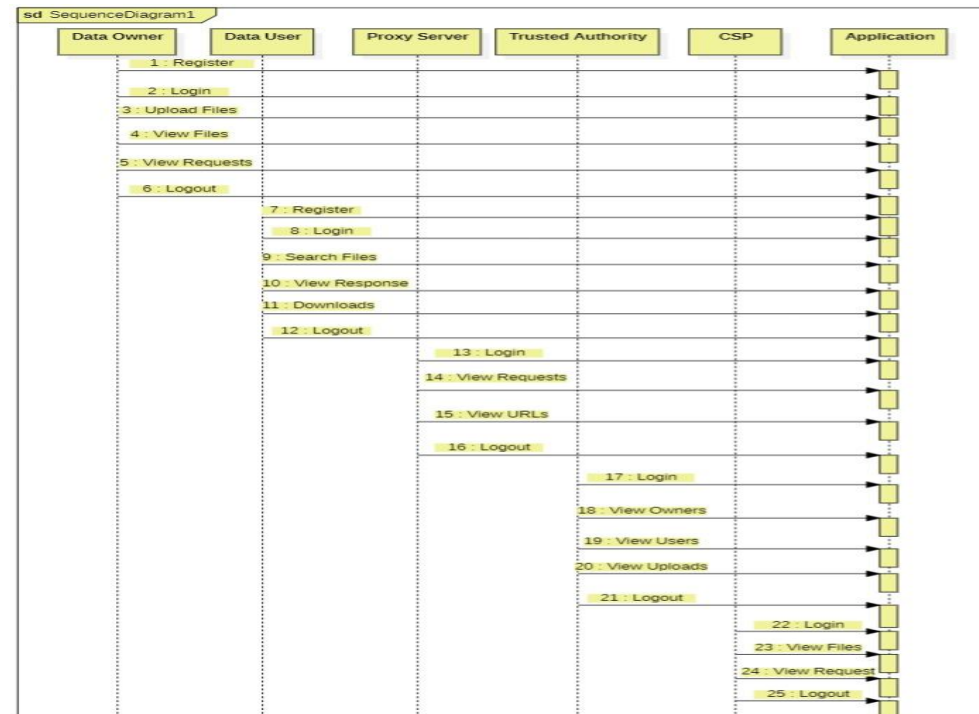 sd SequenceDiagram1
Data Owner
Data User
Proxy Server
Trusted Authority
CSP
Application
1 : Register
2 : Login
3 : Upload Files
4 : View Files
5 : View Requests
6 : Logout
7 : Register
8 : Login
9 : Search Files
10 : View Response
11 : Downloads
12 : Logout
13 : Login
14 : View Requests
15 : View URLs
16 : Logout
17 : Login
18 : View Owners
19 : View Users
20 : View Uploads
21 : Logout
22 : Login
23 : View Files
24 : View Request
25 : Logout